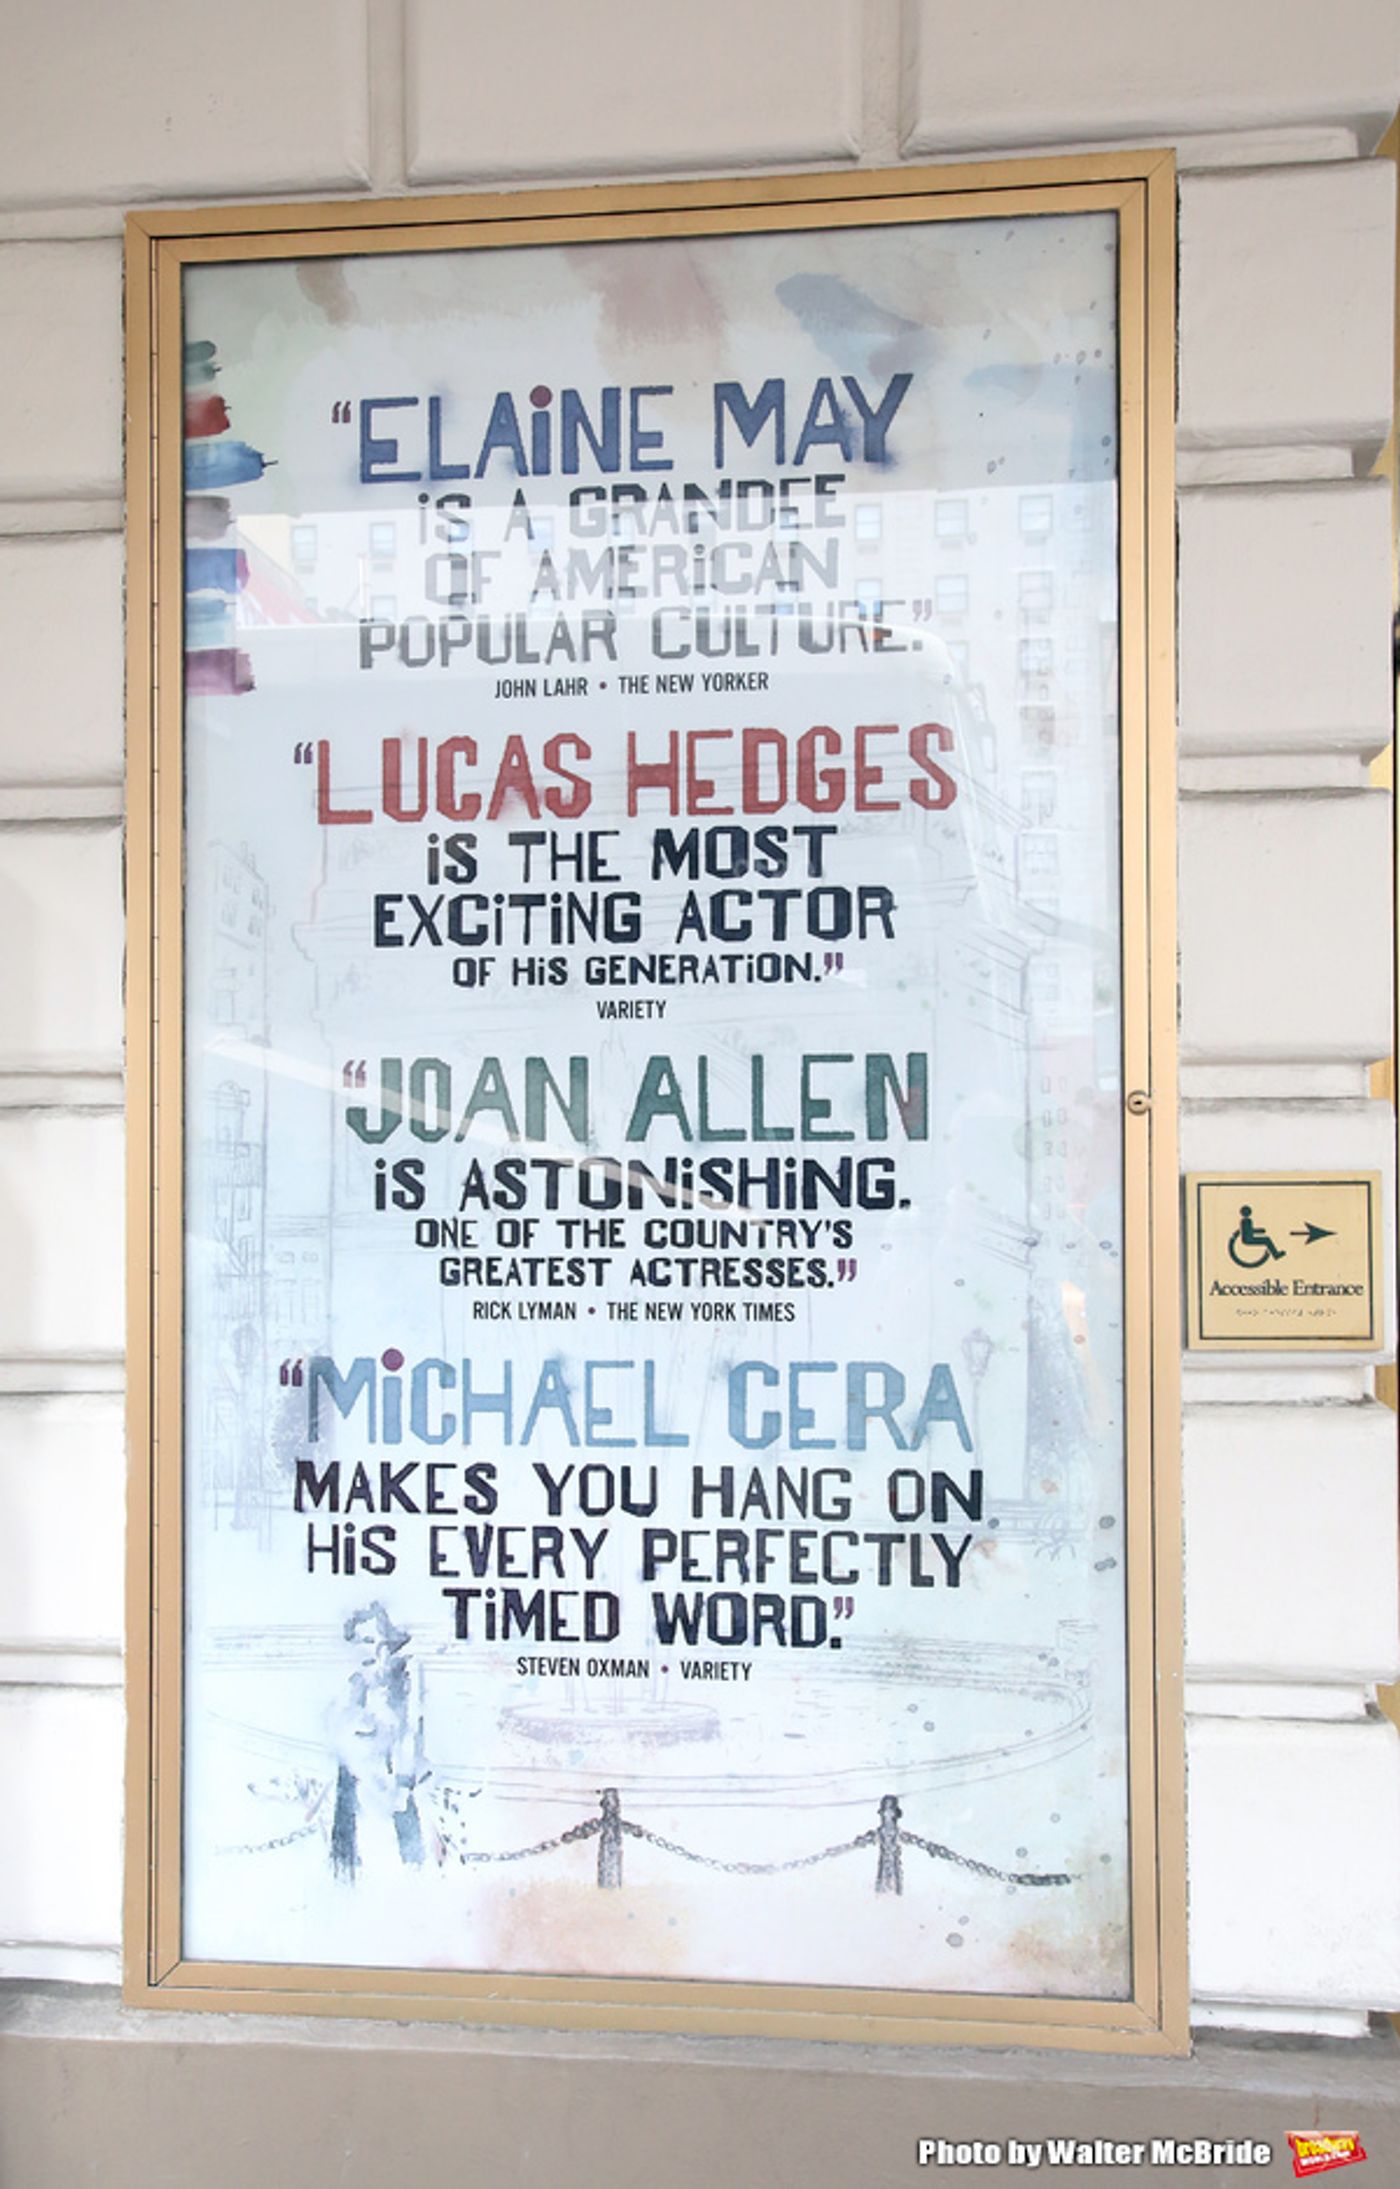 “ELAiNE MAY
iS A GRANDEE
OF AMERiCAN
POPULAR CULTURE.”
JOHN LAHR • THE NEW YORKER
“LUCAS HEDGES
iS THE MOST
EXCiTiNG ACTOR
OF HiS GENERATiON.”
VARIETY
“JOAN ALLEN
iS ASTONiSHiNG.
ONE OF THE COUNTRY'S
GREATEST ACTRESSES.”
RICK LYMAN • THE NEW YORK TIMES
“MiCHAEL CERA
MAKES YOU HANG ON
HiS EVERY PERFECTLY
TiMED WORD.”
STEVEN OXMAN • VARIETY
Accessible Entrance
Photo by Walter McBride
broadway
WORLD.COM